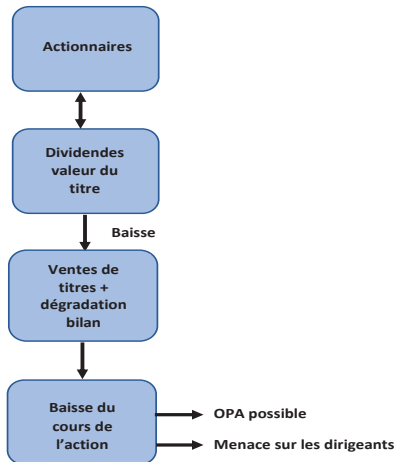 Actionnaires
Dividendes
valeur du
titre
Baisse
Ventes de
titres +
dégradation
bilan
Baisse du
cours de
l'action
OPA possible
Menace sur les dirigeants